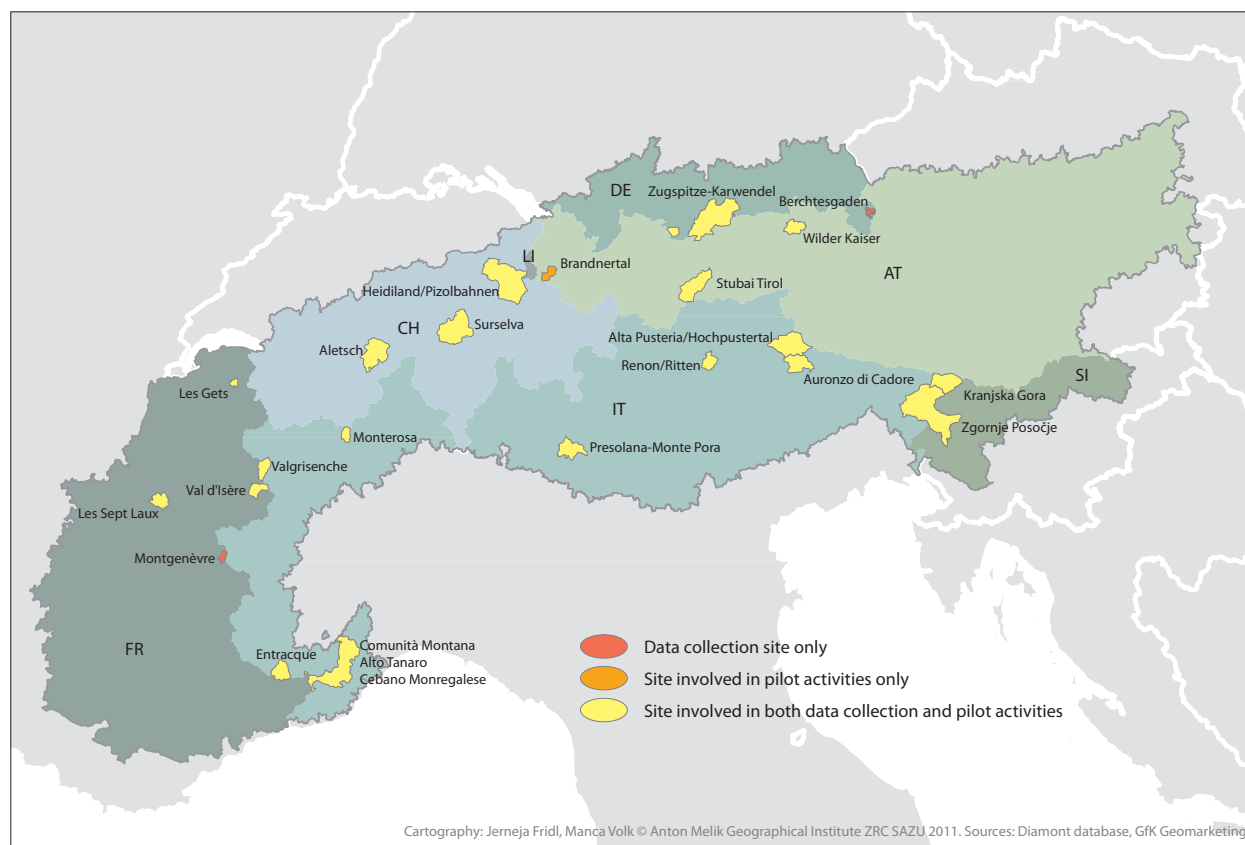 DE
Zugspitze-Karwendel
Berchtesgaden
Wilder Kaiser
LI
Brandnertal
AT
Heidiland/Pizolbahnen
Stubai Tirol
CH
Surselva
Aletsch
Alta Pusteria/Hochpustertal
Renon/Ritten
Auronzo di Cadore
SI
Kranjska Gora
Les Gets
IT
Zgornje Posočje
Monterosa
Presolana-Monte Pora
Valgrisenche
Val d'Isère
Les Sept Laux
Montgenèvre
FR
Entracque
Comunità Montana
Alto Tanaro
Cebano Monregalese
Data collection site only
Site involved in pilot activities only
Site involved in both data collection and pilot activities
Cartography: Jerneja Fridl, Manca Volk © Anton Melik Geographical Institute ZRC SAZU 2011. Sources: Diamont database, GfK Geomarketing